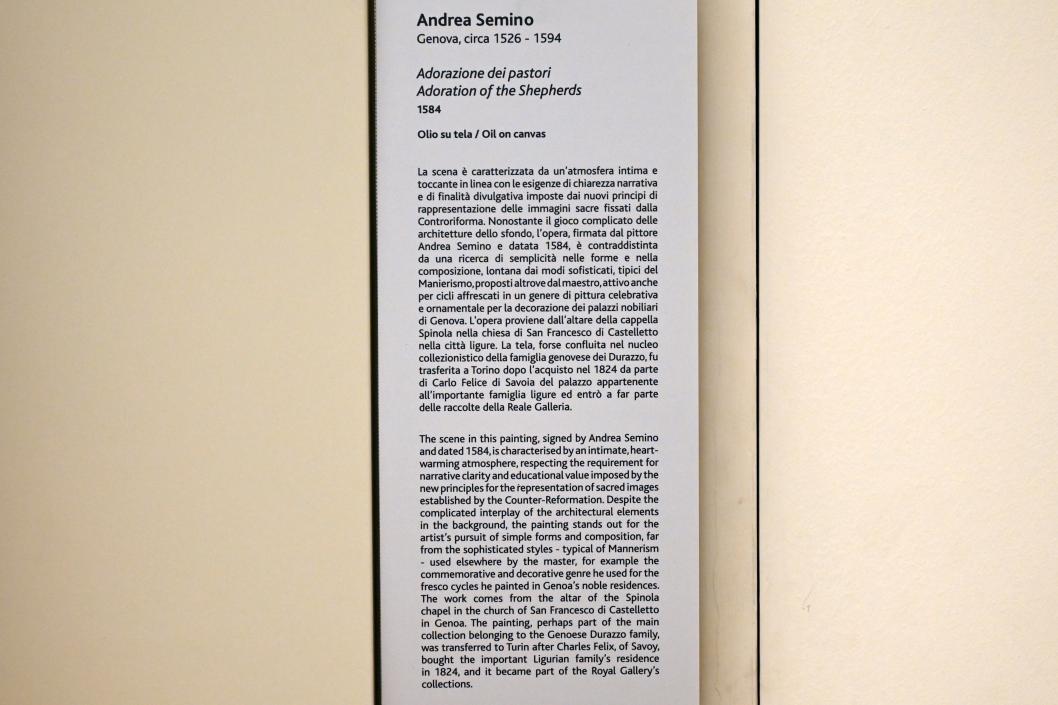 Andrea Semino
Genova, circa 1526 - 1594
Adorazione dei pastori
Adoration of the Shepherds
1584
Olio su tela / Oil on canvas
La scena è caratterizzata da un'atmosfera intima e
toccante in linea con le esigenze di chiarezza narrativa
e di finalità divulgativa imposte dai nuovi principi di
rappresentazione delle immagini sacre fissati dalla
Controriforma. Nonostante il gioco complicato delle
architetture dello sfondo, l'opera, firmata dal pittore
Andrea Semino e datata 1584, è contraddistinta
da una ricerca di semplicità nelle forme e nella
composizione, lontana dai modi sofisticati, tipici del
Manierismo, proposti altrove dal maestro, attivo anche
per cicli affrescati in un genere di pittura celebrativa
e ornamentale per la decorazione dei palazzi nobiliari
di Genova. L'opera proviene dall'altare della cappella
Spinola nella chiesa di San Francesco di Castelletto
nella città ligure. La tela, forse confluita nel nucleo
collezionistico della famiglia genovese dei Durazzo, fu
trasferita a Torino dopo l'acquisto nel 1824 da parte
di Carlo Felice di Savoia del palazzo appartenente
all'importante famiglia ligure ed entrò a far parte
delle raccolte della Reale Galleria.
The scene in this painting, signed by Andrea Semino
and dated 1584, is characterised by an intimate, heart-
warming atmosphere, respecting the requirement for
narrative clarity and educational value imposed by the
new principles for the representation of sacred images
established by the Counter-Reformation. Despite the
complicated interplay of the architectural elements
in the background, the painting stands out for the
artist's pursuit of simple forms and composition, far
from the sophisticated styles - typical of Mannerism
- used elsewhere by the master, for example the
commemorative and decorative genre he used for the
fresco cycles he painted in Genoa's noble residences.
The work comes from the altar of the Spinola
chapel in the church of San Francesco di Castelletto
in Genoa. The painting, perhaps part of the main
collection belonging to the Genoese Durazzo family,
was transferred to Turin after Charles Felix, of Savoy,
bought the important Ligurian family's residence
in 1824, and it became part of the Royal Gallery's
collections.